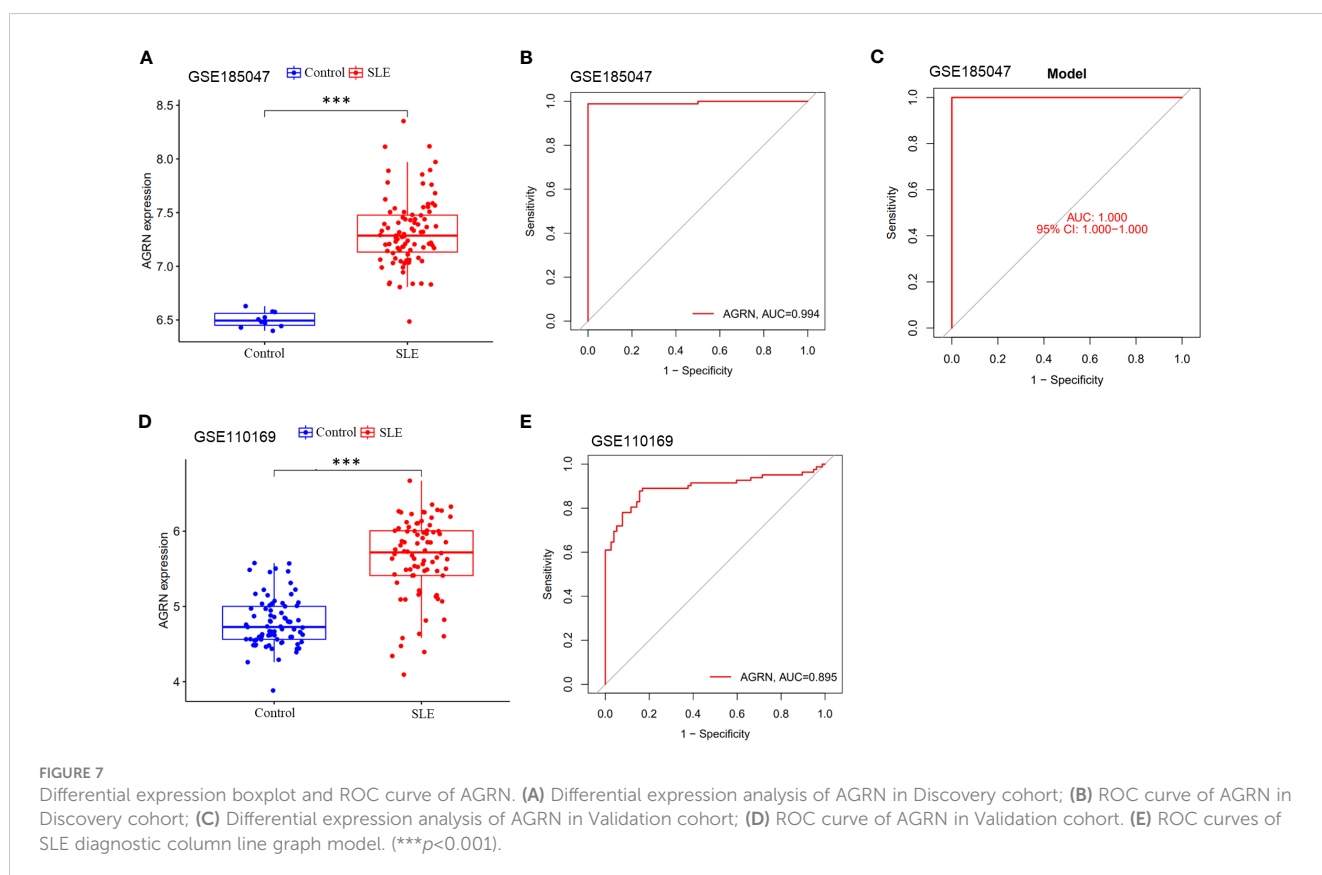 A
GSE185047
Control SLE
***
AGRN expression
8.5
8.0
7.5
7.0
6.5
Control SLE
B
GSE185047
Sensitivity
1.0
0.8
0.6
0.4
0.2
0.0
AGRN, AUC=0.994
0.0 0.2 0.4 0.6 0.8 1.0
1 − Specificity
C
GSE185047 Model
Sensitivity
1.0
0.8
0.6
0.4
0.2
0.0
AUC: 1.000
95% CI: 1.000−1.000
0.0 0.2 0.4 0.6 0.8 1.0
1 − Specificity
D
GSE110169
Control SLE
***
AGRN expression
6
5
4
Control SLE
E
GSE110169
Sensitivity
1.0
0.8
0.6
0.4
0.2
0.0
AGRN, AUC=0.895
0.0 0.2 0.4 0.6 0.8 1.0
1 − Specificity
FIGURE 7
Differential expression boxplot and ROC curve of AGRN. (A) Differential expression analysis of AGRN in Discovery cohort; (B) ROC curve of AGRN in
Discovery cohort; (C) Differential expression analysis of AGRN in Validation cohort; (D) ROC curve of AGRN in Validation cohort. (E) ROC curves of
SLE diagnostic column line graph model. (***p<0.001).